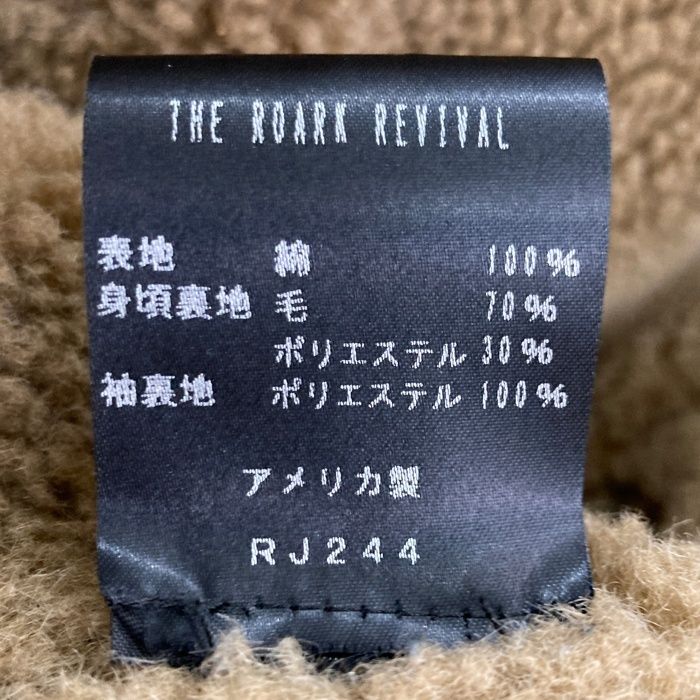 THE ROARK REVIVAL
表地 綿 100%
身頃裏地 毛 70%
ポリエステル 30%
袖裏地 ポリエステル 100%
アメリカ製
RJ244